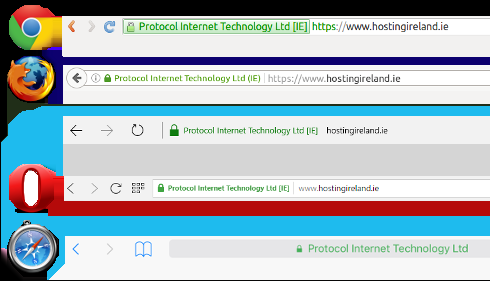 Protocol Internet Technology Ltd [IE] https://www.hostingireland.ie
Protocol Internet Technology Ltd (IE) https://www.hostingireland.ie
Protocol Internet Technology Ltd [IE] hostingireland.ie
Protocol Internet Technology Ltd [IE] www.hostingireland.ie
Protocol Internet Technology Ltd